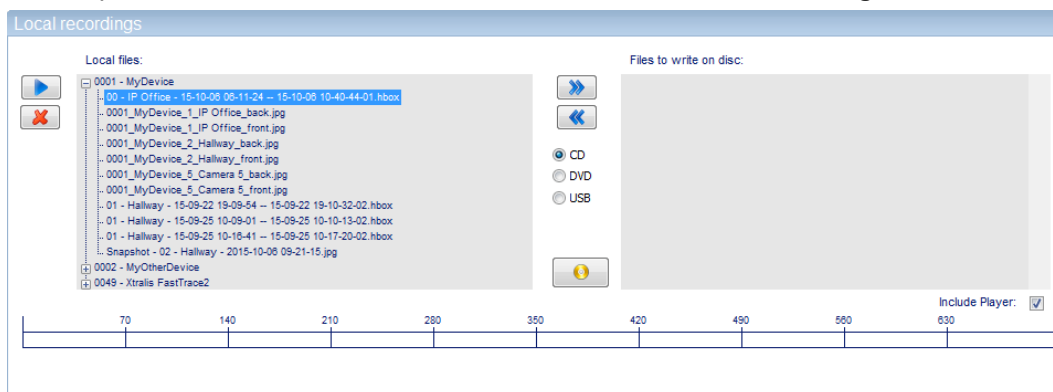 Local recordings
Local files:
Files to write on disc:
0001 - MyDevice
00 - IP Office - 15-10-06 06-11-24 -- 15-10-06 10-40-44-01.hbox
0001_MyDevice_1_IP Office_back.jpg
0001_MyDevice_1_IP Office_front.jpg
0001_MyDevice_2_Hallway_back.jpg
0001_MyDevice_2_Hallway_front.jpg
0001_MyDevice_5_Camera 5_back.jpg
0001_MyDevice_5_Camera 5_front.jpg
01 - Hallway - 15-09-22 19-09-54 -- 15-09-22 19-10-32-02.hbox
01 - Hallway - 15-09-25 10-09-01 -- 15-09-25 10-10-13-02.hbox
01 - Hallway - 15-09-25 10-16-41 -- 15-09-25 10-17-20-02.hbox
Snapshot - 02 - Hallway - 2015-10-06 09-21-15.jpg
0002 - MyOtherDevice
0049 - Xtralis FastTrace2
CD
DVD
USB
Include Player:
70 140 210 280 350 420 490 560 630